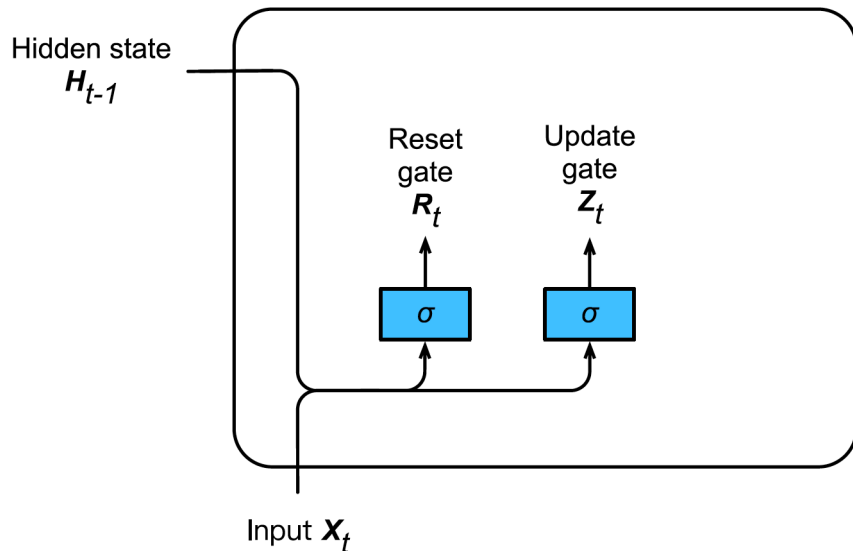 Hidden state
H_{t-1}
Reset
gate
R_t
Update
gate
Z_t
σ
σ
Input X_t